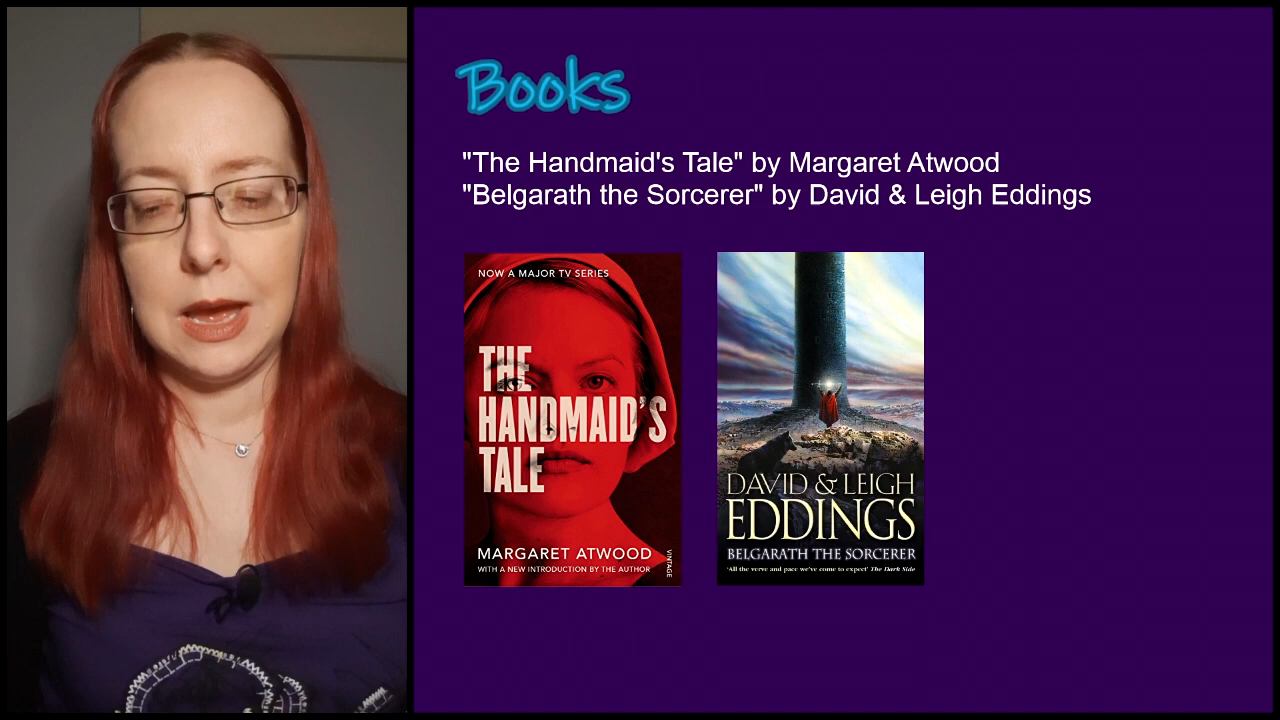 Books
"The Handmaid's Tale" by Margaret Atwood
"Belgarath the Sorcerer" by David & Leigh Eddings
NOW A MAJOR TV SERIES
THE
HANDMAID'S
TALE
MARGARET ATWOOD
WITH A NEW INTRODUCTION BY THE AUTHOR
VINTAGE
DAVID & LEIGH
EDDINGS
BELGARATH THE SORCERER
'All the verve and pace we've come to expect' The Dark Side